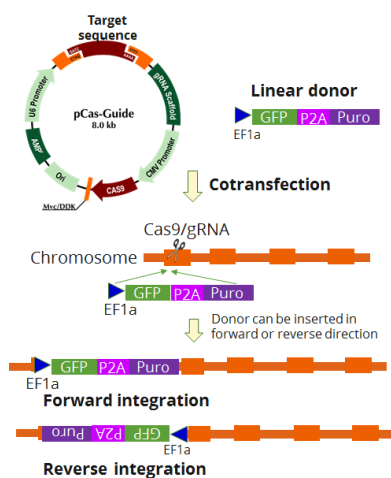 Target
sequence
GATC
GTAG
U6 Promoter
gRNA Scaffold
pCas-Guide
8.0 kb
AMP
CMV Promoter
Ori
CAS9
Myc/DDK
Linear donor
GFP P2A Puro
EF1a
Cotransfection
Cas9/gRNA
Chromosome
GFP P2A Puro
EF1a
Donor can be inserted in
forward or reverse direction
GFP P2A Puro
EF1a
Forward integration
Puro P2A GFP
EF1a
Reverse integration